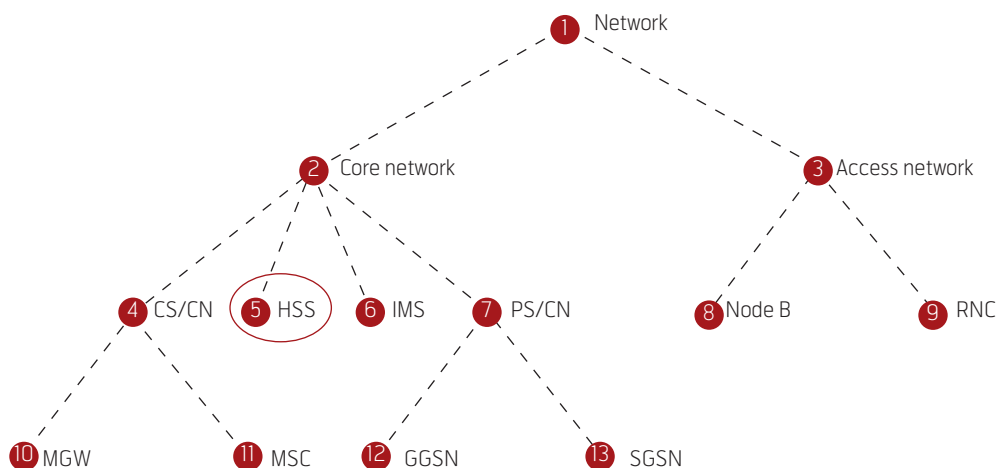 1 Network
2 Core network
3 Access network
4 CS/CN
5 HSS
6 IMS
7 PS/CN
8 Node B
9 RNC
10 MGW
11 MSC
12 GGSN
13 SGSN